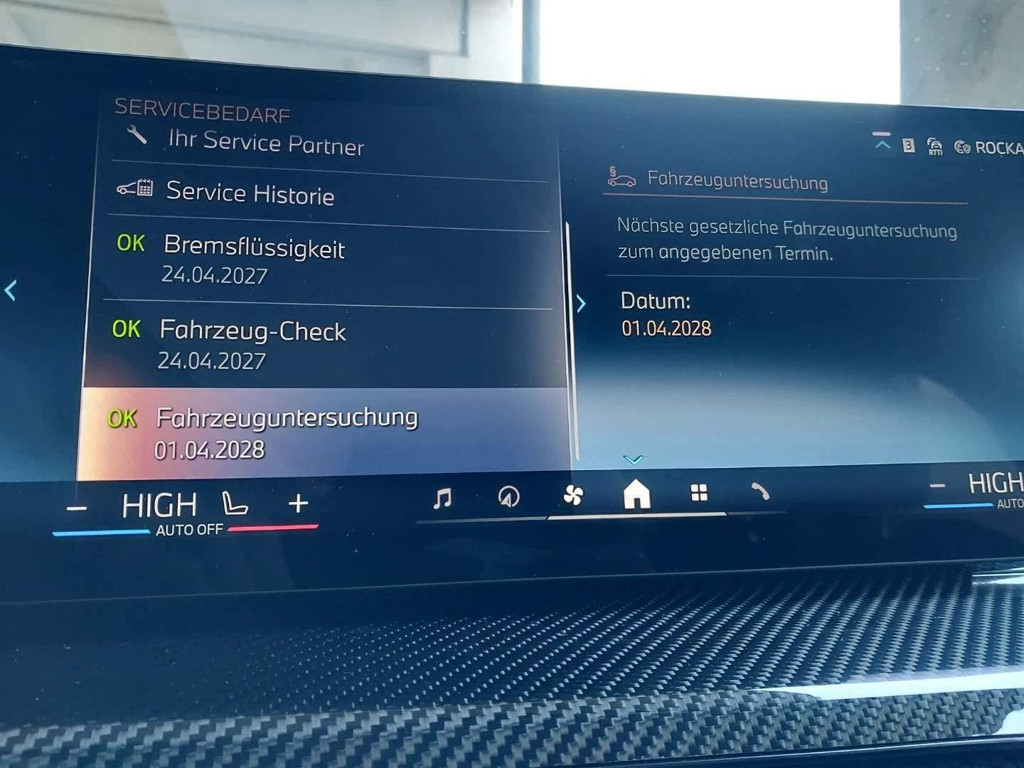 SERVICEBEDARF
Ihr Service Partner
Service Historie
OK Bremsflüssigkeit
24.04.2027
OK Fahrzeug-Check
24.04.2027
OK Fahrzeuguntersuchung
01.04.2028
3 RTTI ROCKA
Fahrzeuguntersuchung
Nächste gesetzliche Fahrzeuguntersuchung
zum angegebenen Termin.
Datum:
01.04.2028
− HIGH +
AUTO OFF
− HIGH
AUTO